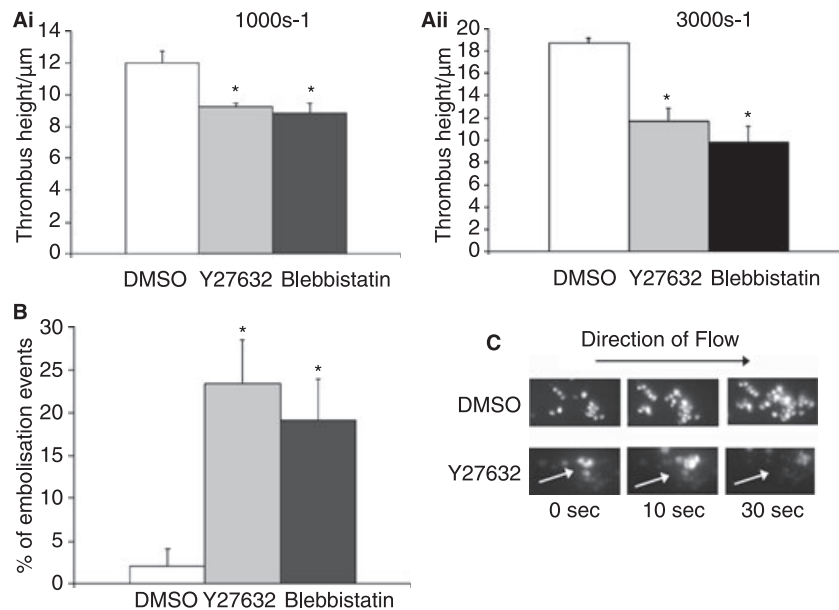 Ai 1000s-1
Thrombus height/µm
14
12
10
8
6
4
2
0
*
*
DMSO Y27632 Blebbistatin
Aii 3000s-1
Thrombus height/µm
20
18
16
14
12
10
8
6
4
2
0
*
*
DMSO Y27632 Blebbistatin
B
% of embolisation events
30
25
20
15
10
5
0
*
*
DMSO Y27632 Blebbistatin
C
Direction of Flow
DMSO
Y27632
0 sec 10 sec 30 sec